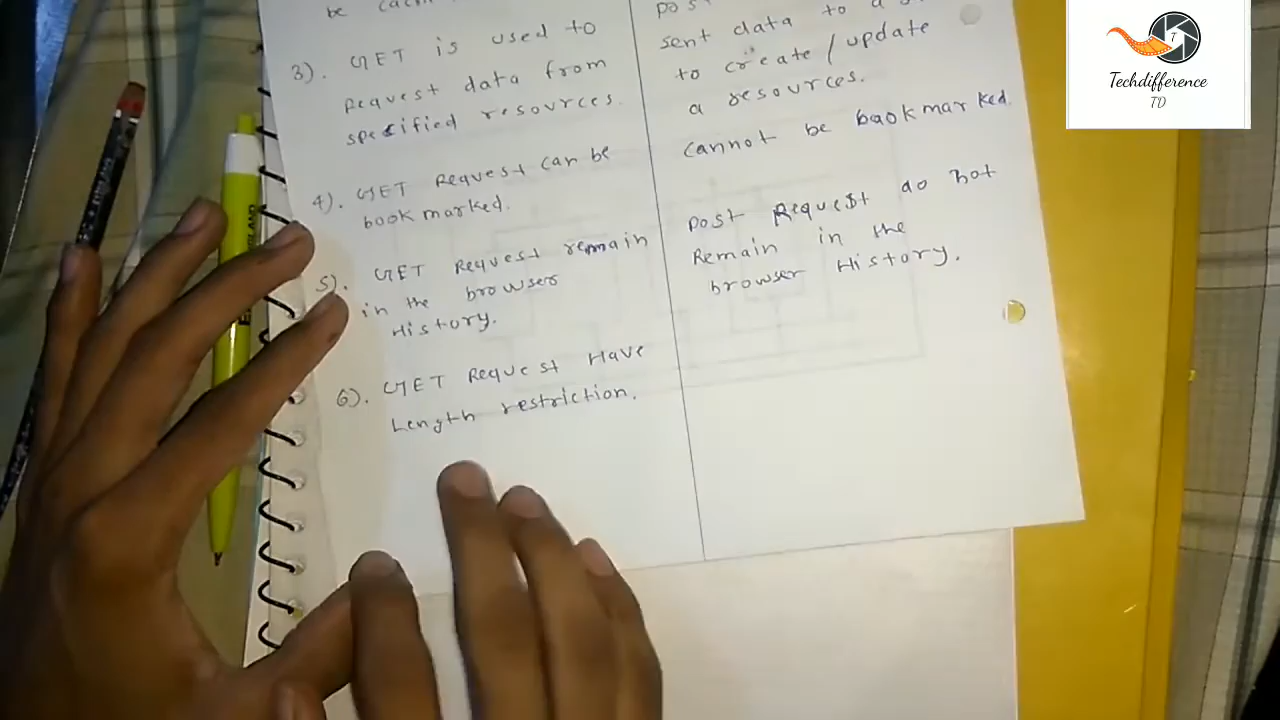 be
3). GET is used to
request data from
specified resources.
4). GET Request can be
bookmarked.
5). GET Request remain
in the browsers
History.
6). GET Request Have
Length restriction.
sent data to a
to create / update
a resources.
cannot be bookmarked.
post Request do not
Remain in the
browser History.
T
Techdifference
TD